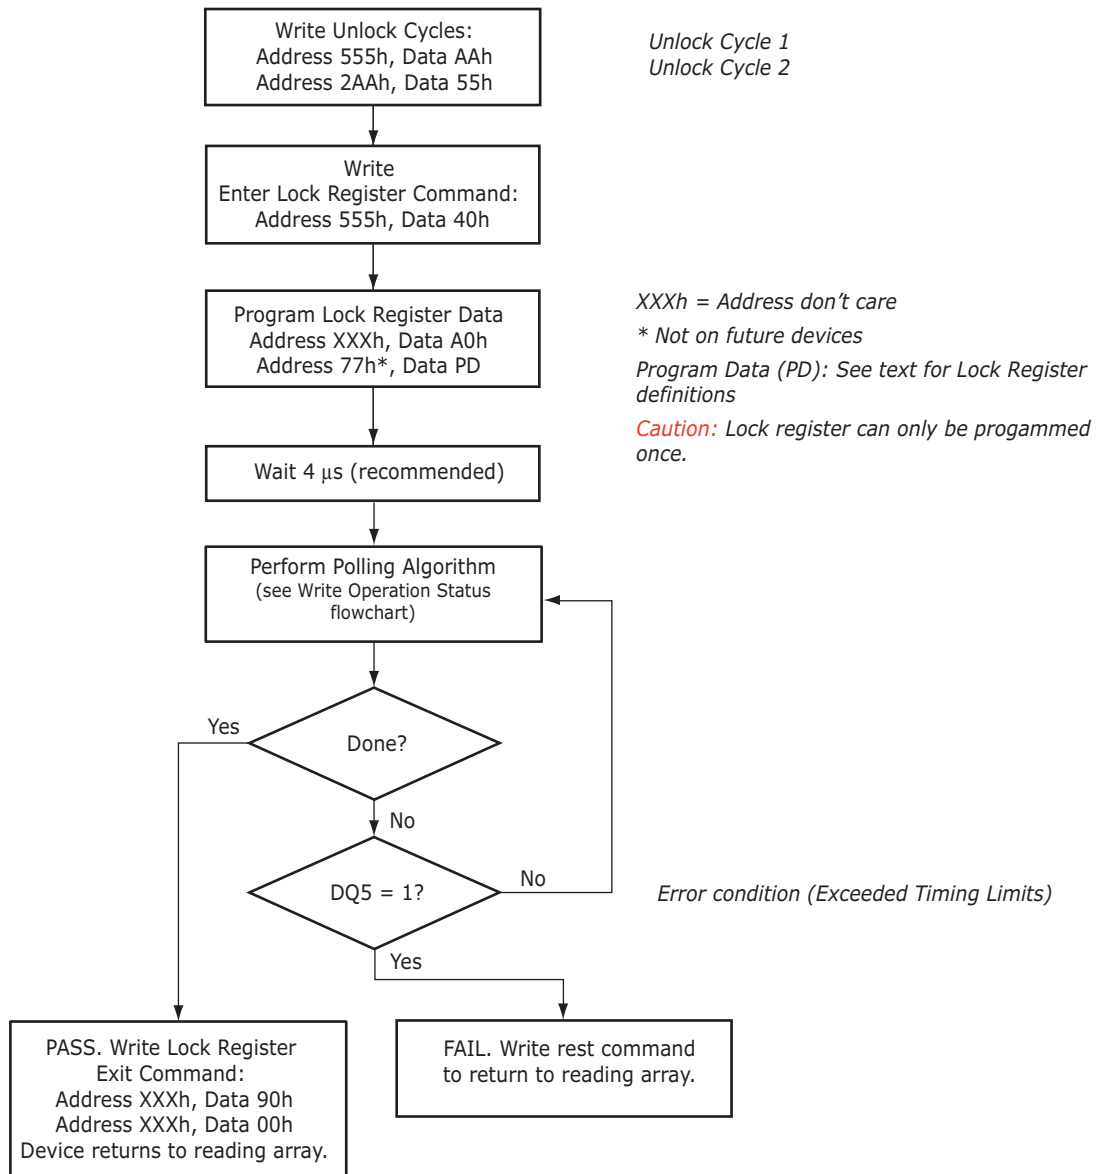 Write Unlock Cycles:
Address 555h, Data AAh
Address 2AAh, Data 55h
Unlock Cycle 1
Unlock Cycle 2
Write
Enter Lock Register Command:
Address 555h, Data 40h
Program Lock Register Data
Address XXXh, Data A0h
Address 77h*, Data PD
XXXh = Address don't care
* Not on future devices
Program Data (PD): See text for Lock Register
definitions
Caution: Lock register can only be progammed
once.
Wait 4 μs (recommended)
Perform Polling Algorithm
(see Write Operation Status
flowchart)
Yes
Done?
No
DQ5 = 1?
No
Error condition (Exceeded Timing Limits)
Yes
PASS. Write Lock Register
Exit Command:
Address XXXh, Data 90h
Address XXXh, Data 00h
Device returns to reading array.
FAIL. Write rest command
to return to reading array.